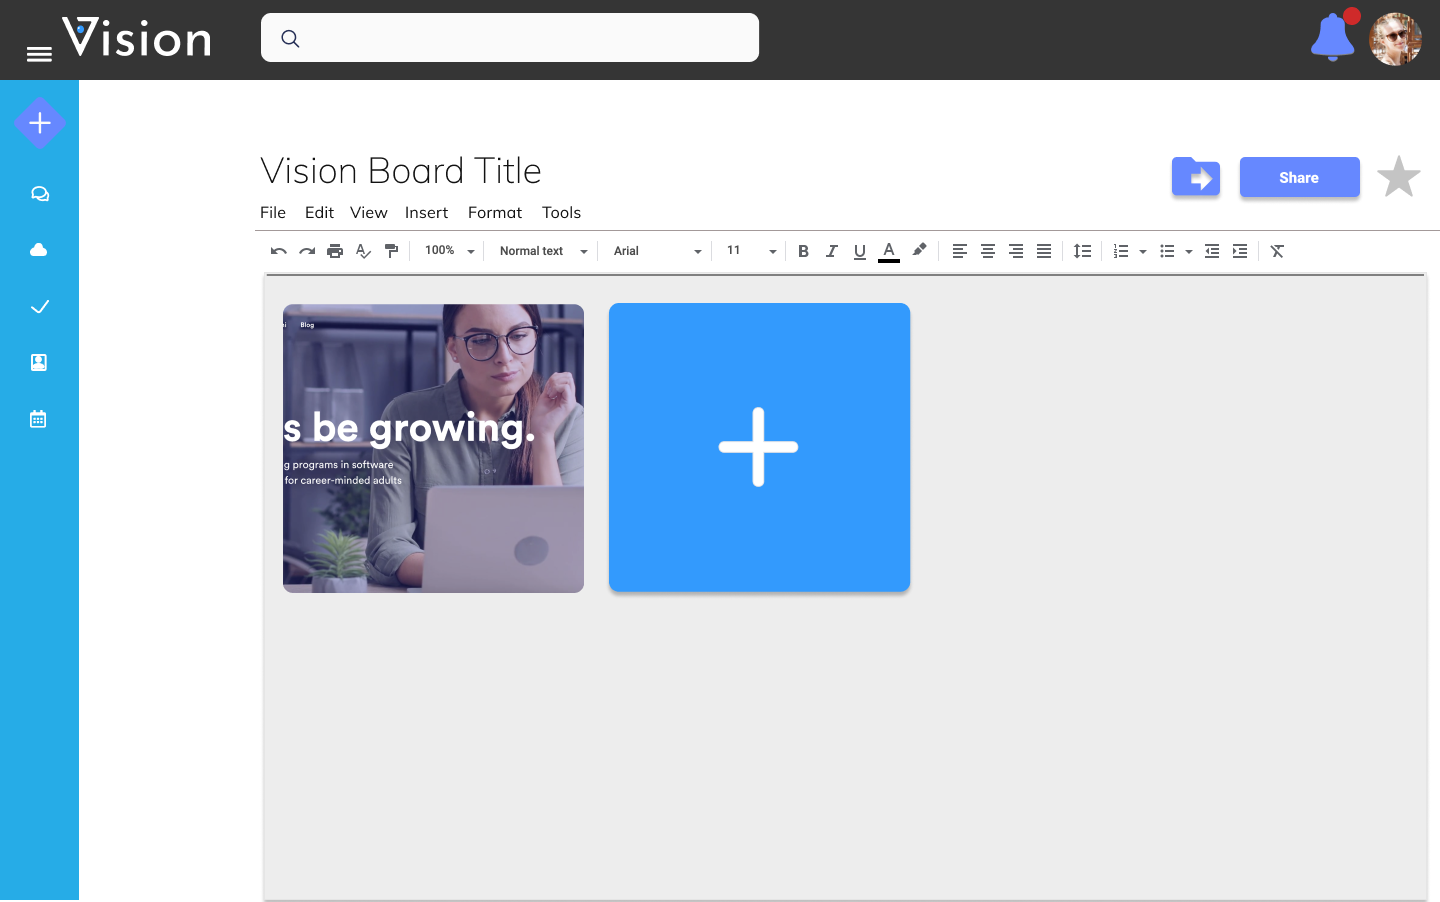 Vision
Vision Board Title
Share
File Edit View Insert Format Tools
100% Normal text Arial 11
Blog
s be growing.
g programs in software
for career-minded adults